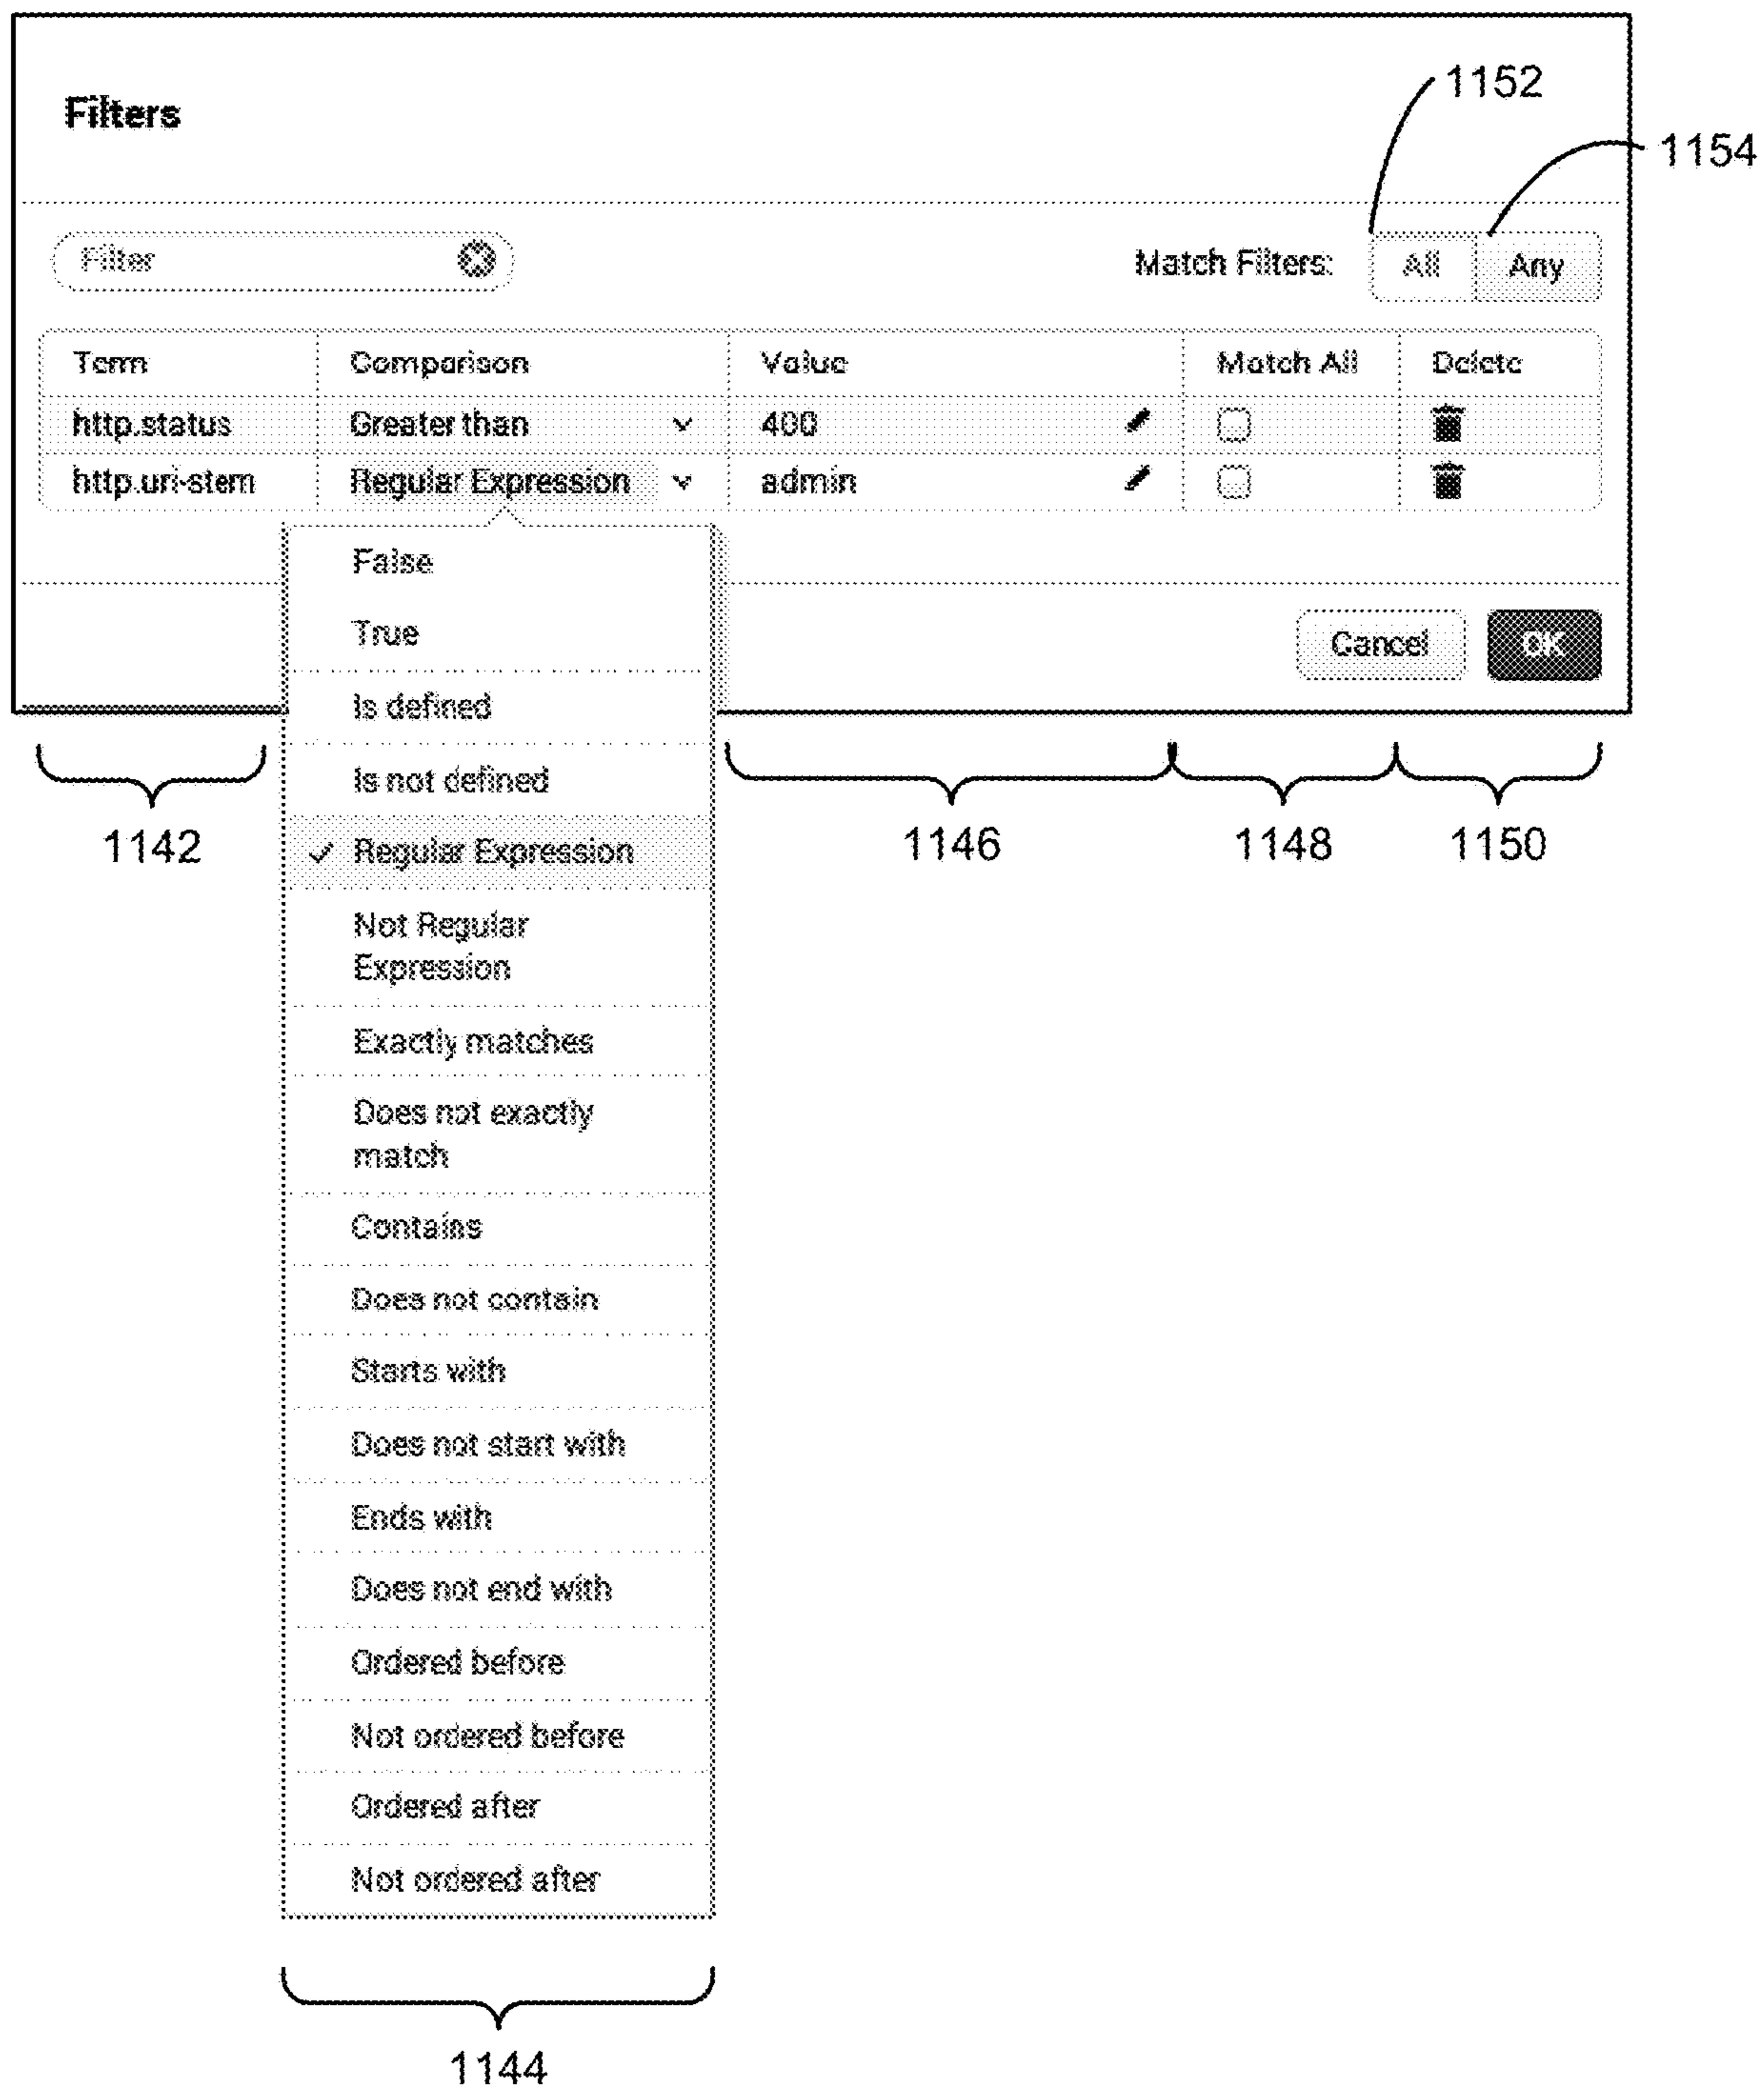 1152
Filters
1154
Filter
Match Filters: All Any
Term Comparison Value Match All Delete
http.status Greater than 400
http.uri-stem Regular Expression admin
False
True
Cancel OK
Is defined
Is not defined
1142
1146
1148
1150
Regular Expression
Not Regular
Expression
Exactly matches
Does not exactly
match
Contains
Does not contain
Starts with
Does not start with
Ends with
Does not end with
Ordered before
Not ordered before
Ordered after
Not ordered after
1144